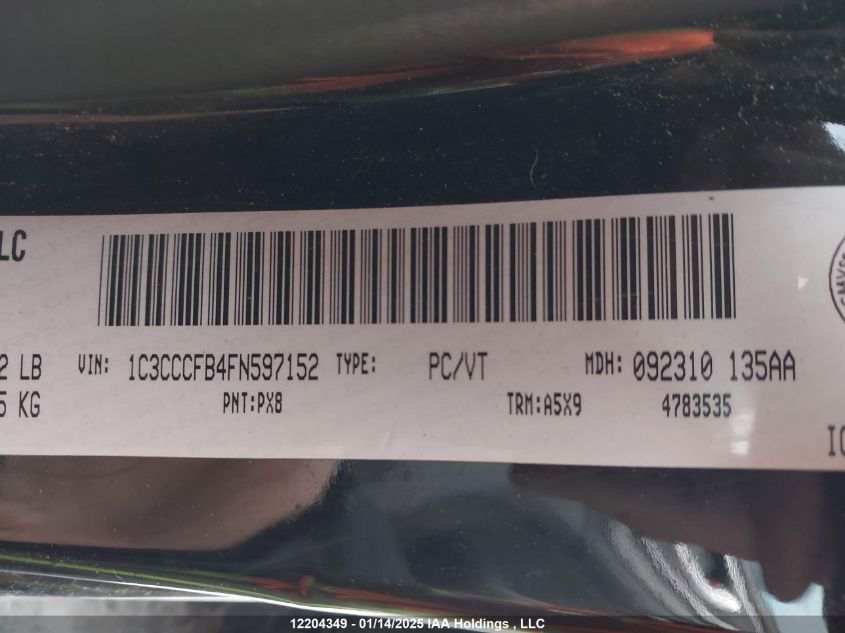 LC
2 LB VIN: 1C3CCCFB4FN597152 TYPE: PC/VT MDH: 092310 135AA
5 KG PNT:PX8 TRM:A5X9 4783535
12204349 - 01/14/2025 IAA Holdings , LLC